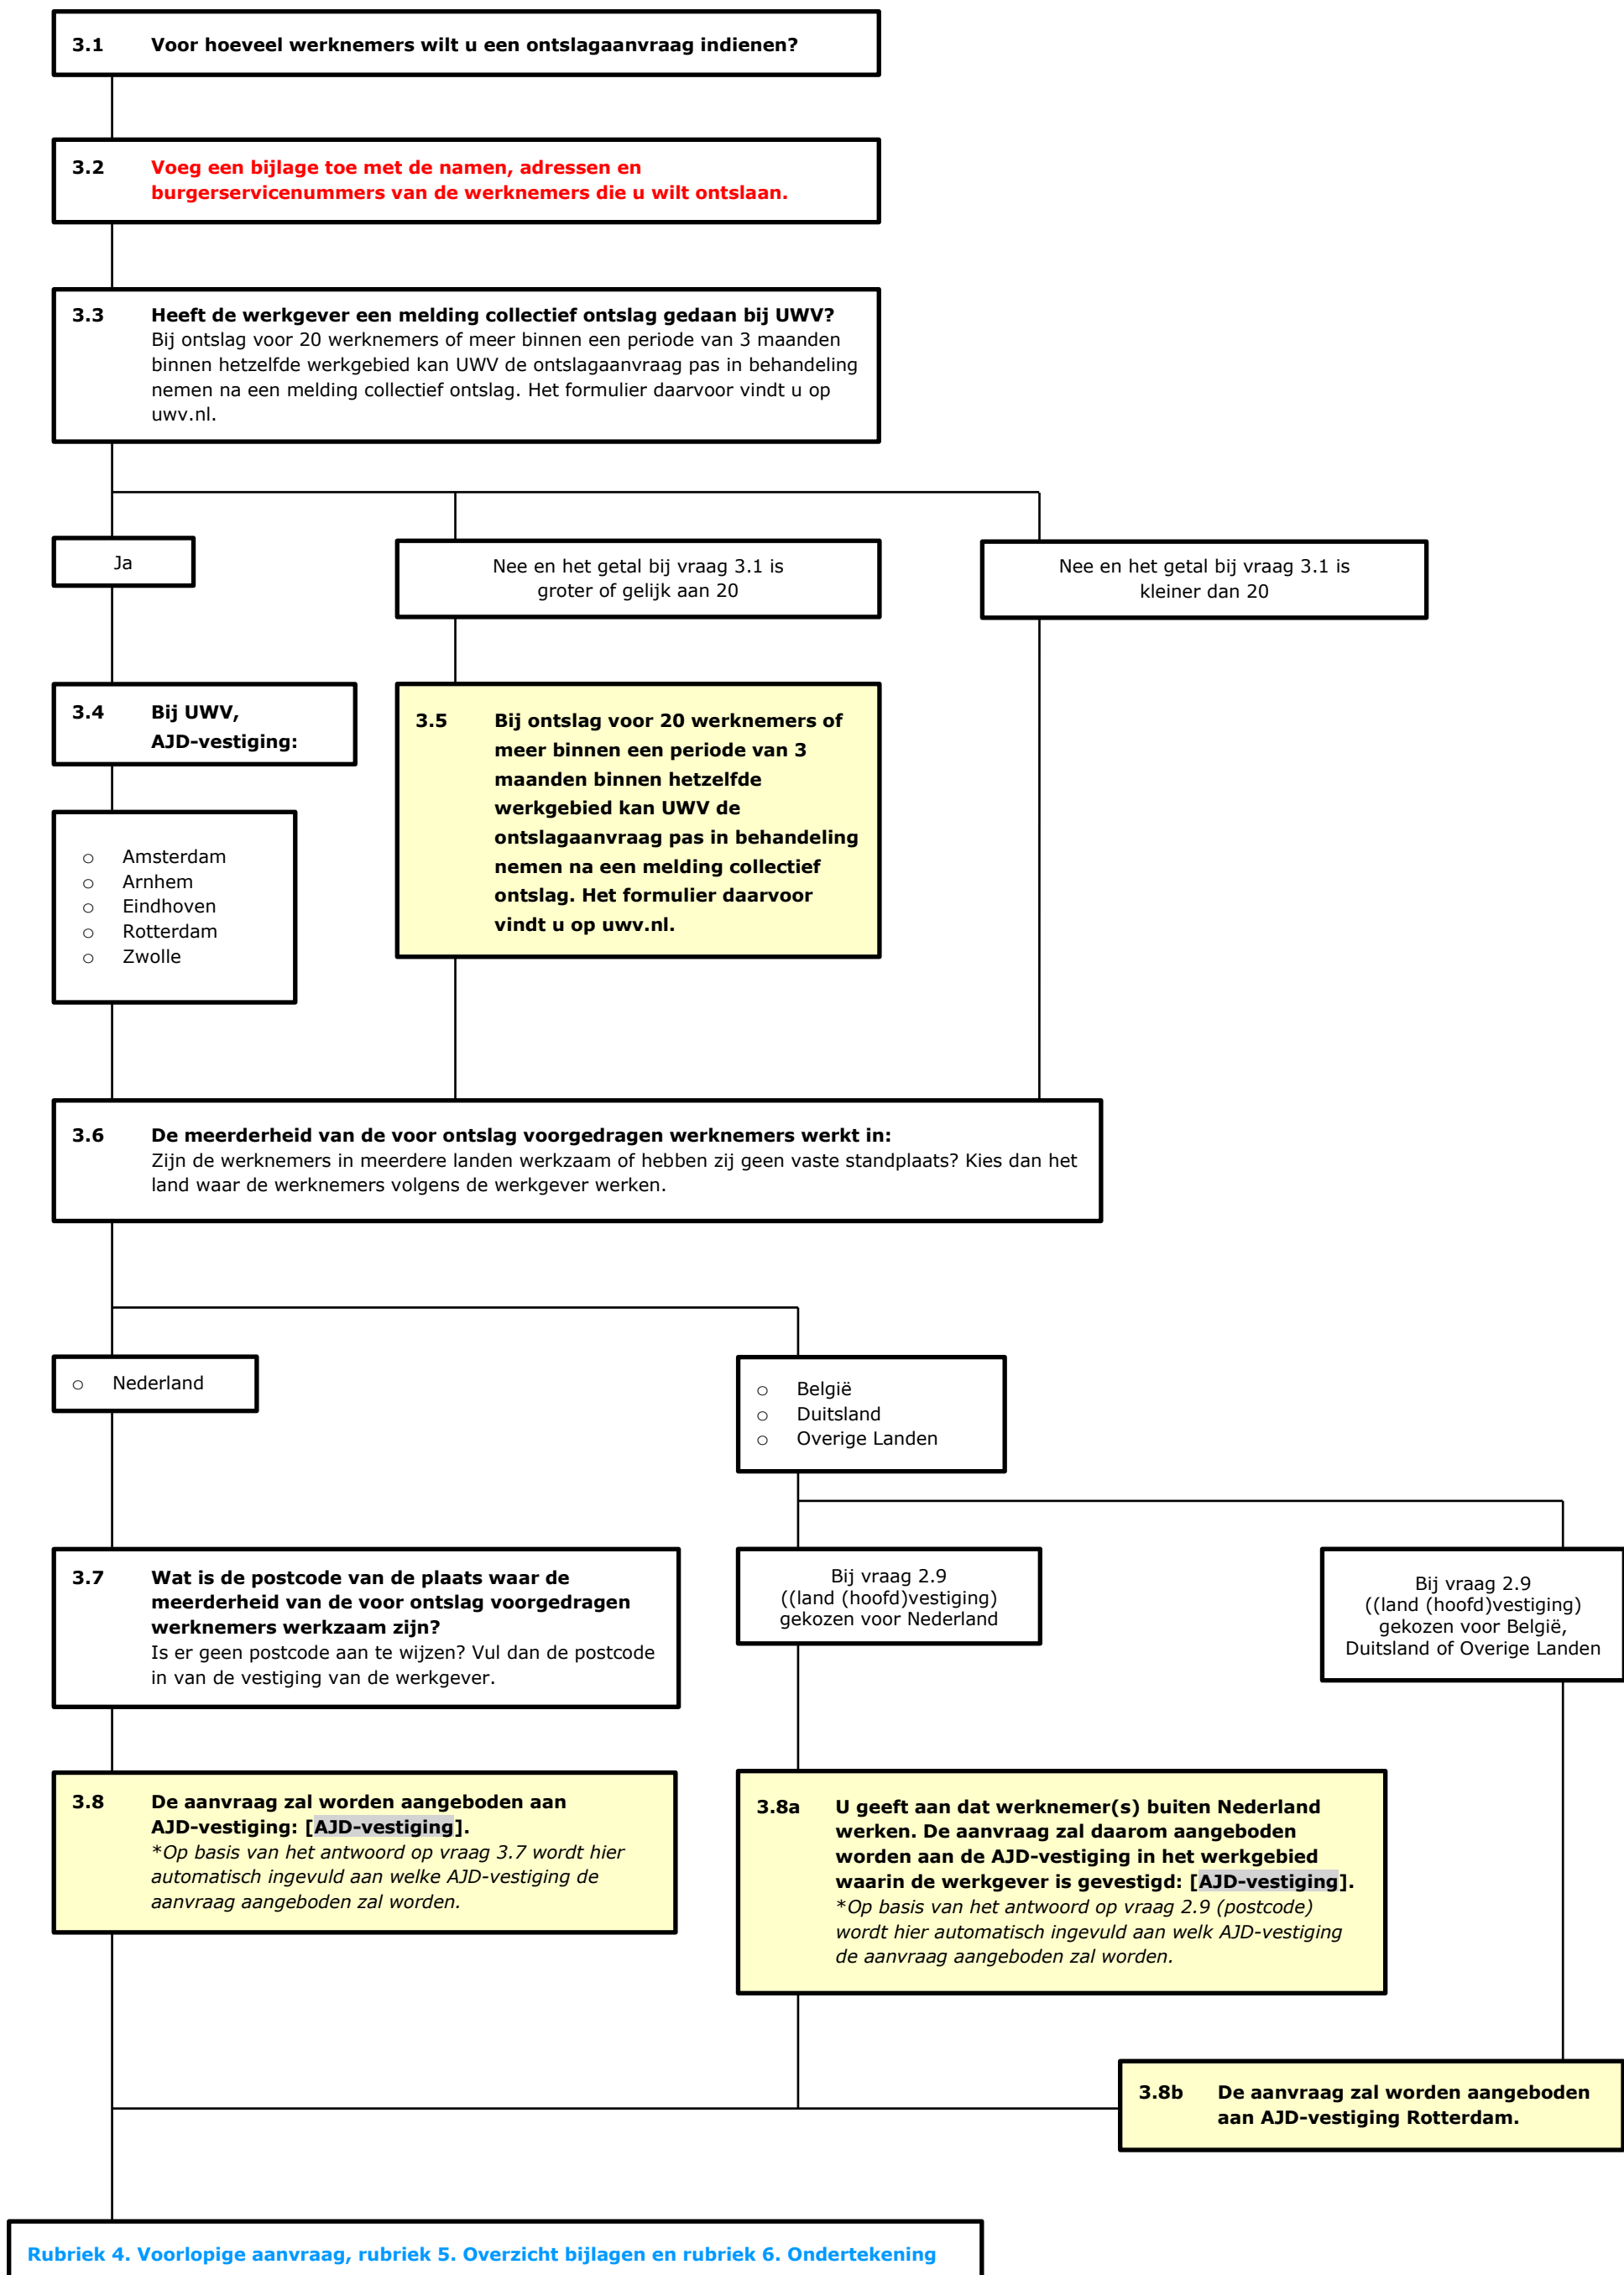 3.1 Voor hoeveel werknemers wilt u een ontslagaanvraag indienen?
3.2 Voeg een bijlage toe met de namen, adressen en
burgerservicenummers van de werknemers die u wilt ontslaan.
3.3 Heeft de werkgever een melding collectief ontslag gedaan bij UWV?
Bij ontslag voor 20 werknemers of meer binnen een periode van 3 maanden
binnen hetzelfde werkgebied kan UWV de ontslagaanvraag pas in behandeling
nemen na een melding collectief ontslag. Het formulier daarvoor vindt u op
uwv.nl.
Ja
Nee en het getal bij vraag 3.1 is
groter of gelijk aan 20
Nee en het getal bij vraag 3.1 is
kleiner dan 20
3.4 Bij UWV,
AJD-vestiging:
o Amsterdam
o Arnhem
o Eindhoven
o Rotterdam
o Zwolle
3.5 Bij ontslag voor 20 werknemers of
meer binnen een periode van 3
maanden binnen hetzelfde
werkgebied kan UWV de
ontslagaanvraag pas in behandeling
nemen na een melding collectief
ontslag. Het formulier daarvoor
vindt u op uwv.nl.
3.6 De meerderheid van de voor ontslag voorgedragen werknemers werkt in:
Zijn de werknemers in meerdere landen werkzaam of hebben zij geen vaste standplaats? Kies dan het
land waar de werknemers volgens de werkgever werken.
o Nederland
o België
o Duitsland
o Overige Landen
3.7 Wat is de postcode van de plaats waar de
meerderheid van de voor ontslag voorgedragen
werknemers werkzaam zijn?
Is er geen postcode aan te wijzen? Vul dan de postcode
in van de vestiging van de werkgever.
Bij vraag 2.9
((land (hoofd)vestiging)
gekozen voor Nederland
Bij vraag 2.9
((land (hoofd)vestiging)
gekozen voor België,
Duitsland of Overige Landen
3.8 De aanvraag zal worden aangeboden aan
AJD-vestiging: [AJD-vestiging].
*Op basis van het antwoord op vraag 3.7 wordt hier
automatisch ingevuld aan welke AJD-vestiging de
aanvraag aangeboden zal worden.
3.8a U geeft aan dat werknemer(s) buiten Nederland
werken. De aanvraag zal daarom aangeboden
worden aan de AJD-vestiging in het werkgebied
waarin de werkgever is gevestigd: [AJD-vestiging].
*Op basis van het antwoord op vraag 2.9 (postcode)
wordt hier automatisch ingevuld aan welk AJD-vestiging
de aanvraag aangeboden zal worden.
3.8b De aanvraag zal worden aangeboden
aan AJD-vestiging Rotterdam.
Rubriek 4. Voorlopige aanvraag, rubriek 5. Overzicht bijlagen en rubriek 6. Ondertekening